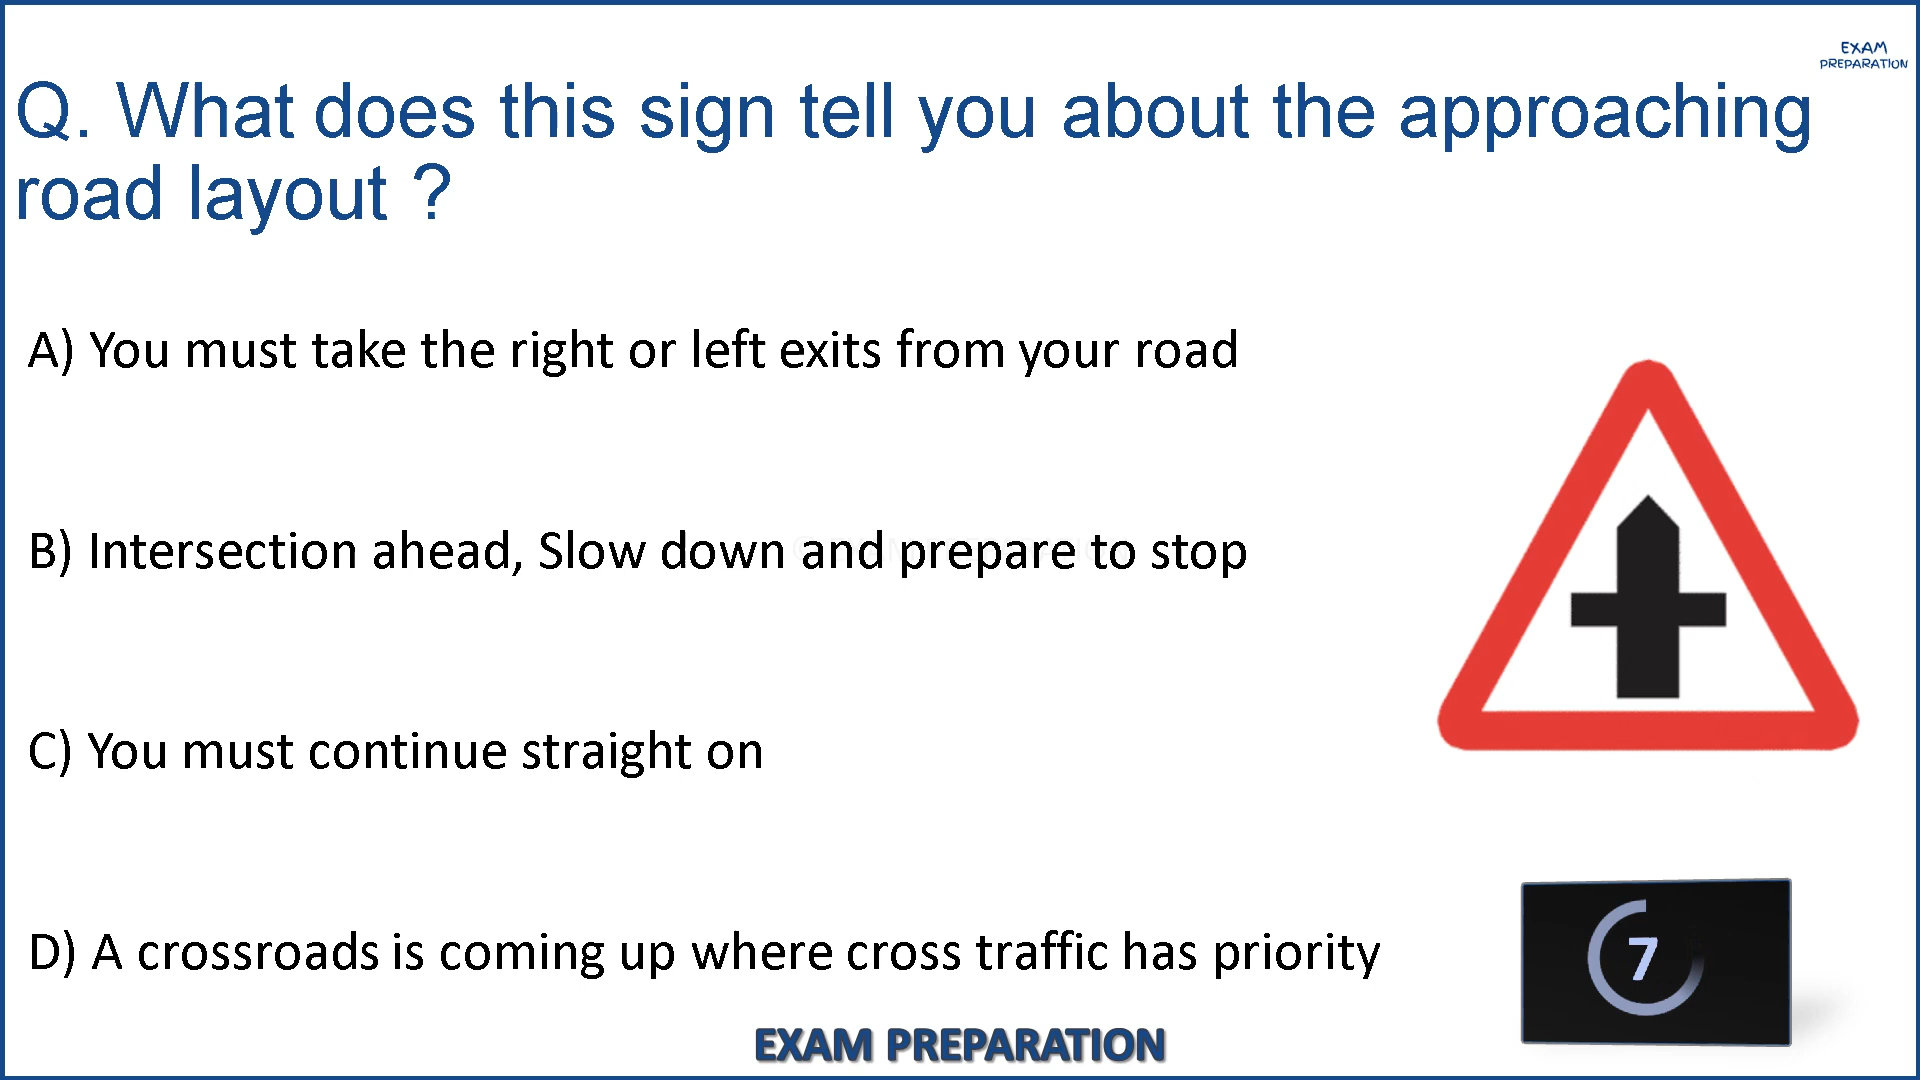 EXAM
PREPARATION
Q. What does this sign tell you about the approaching
road layout ?
A) You must take the right or left exits from your road
B) Intersection ahead, Slow down and prepare to stop
C) You must continue straight on
D) A crossroads is coming up where cross traffic has priority
7
EXAM PREPARATION